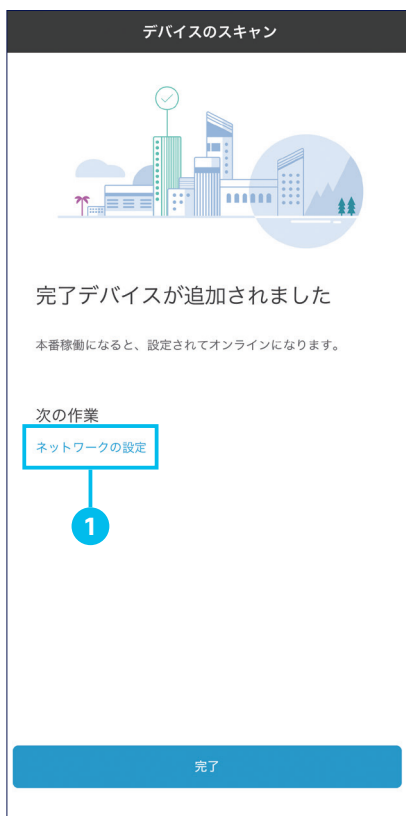 デバイスのスキャン
完了デバイスが追加されました
本番稼働になると、設定されてオンラインになります。
次の作業
ネットワークの設定
1
完了